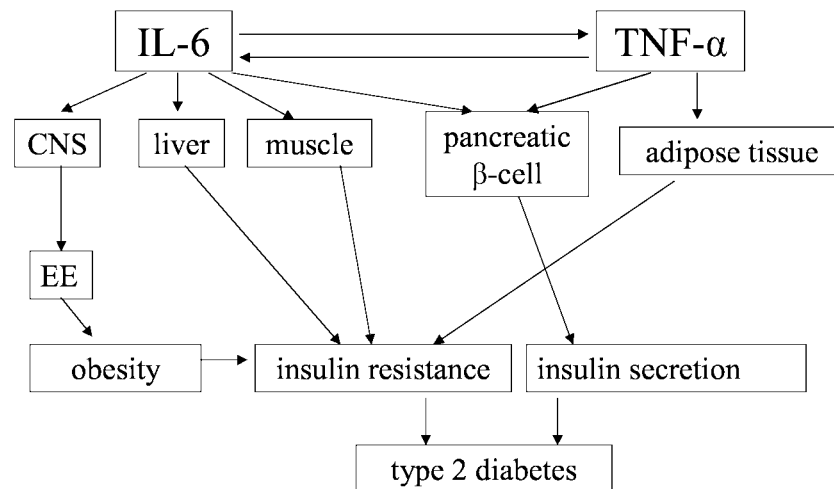 IL-6
TNF-α
CNS
liver
muscle
pancreatic
β-cell
adipose tissue
EE
obesity
insulin resistance
insulin secretion
type 2 diabetes